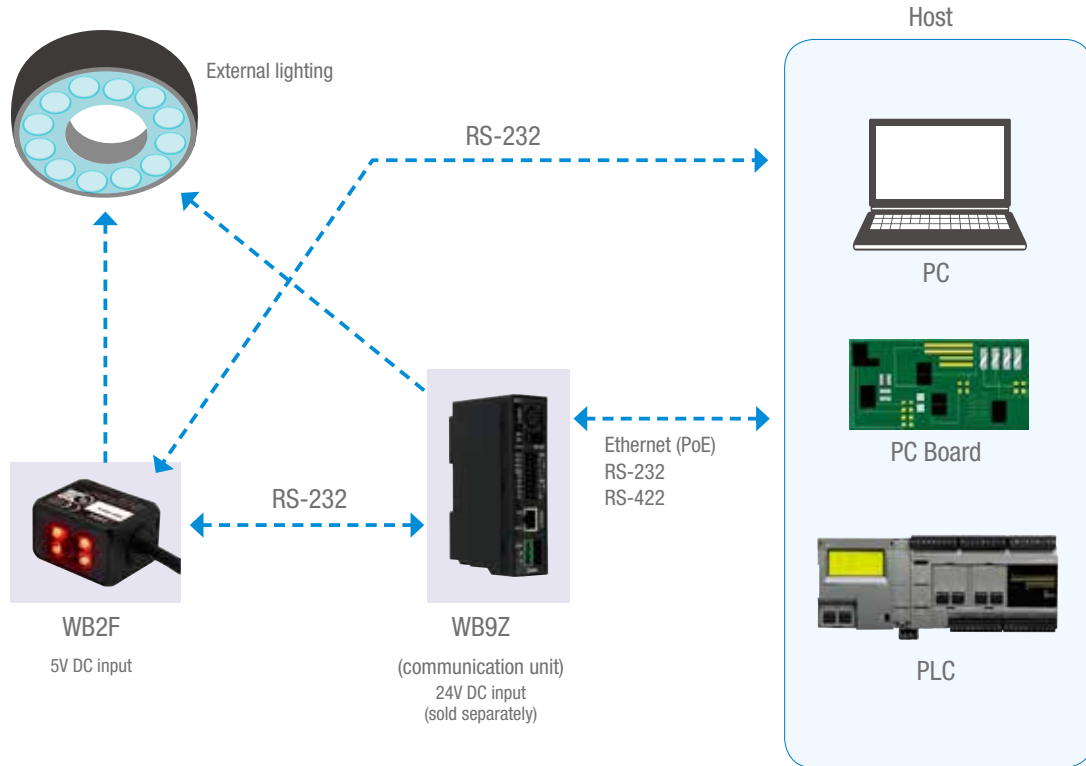 Host
External lighting
RS-232
PC
Ethernet (PoE)
RS-232
RS-422
PC Board
RS-232
WB2F
5V DC input
WB9Z
(communication unit)
24V DC input
(sold separately)
PLC